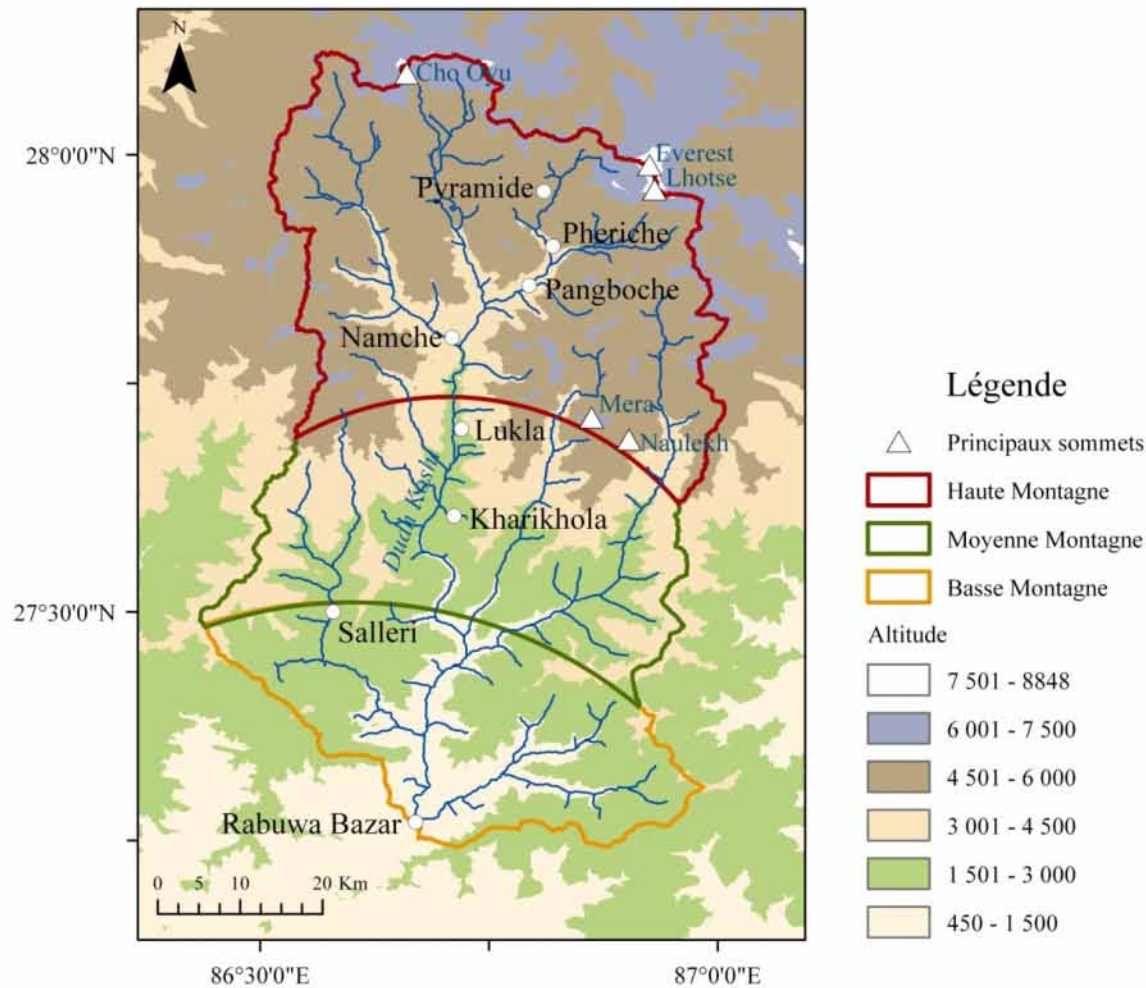 N
Cho Oyu
28°0'0"N
Everest
Lhotse
Pyramide
Pheriche
Pangboche
Namche
Mera
Lukla
Naulekh
Dudh Koshi
Kharikhola
27°30'0"N
Salleri
Rabuwa Bazar
0 5 10 20 Km
86°30'0"E
87°0'0"E
Légende
Principaux sommets
Haute Montagne
Moyenne Montagne
Basse Montagne
Altitude
7 501 - 8848
6 001 - 7 500
4 501 - 6 000
3 001 - 4 500
1 501 - 3 000
450 - 1 500